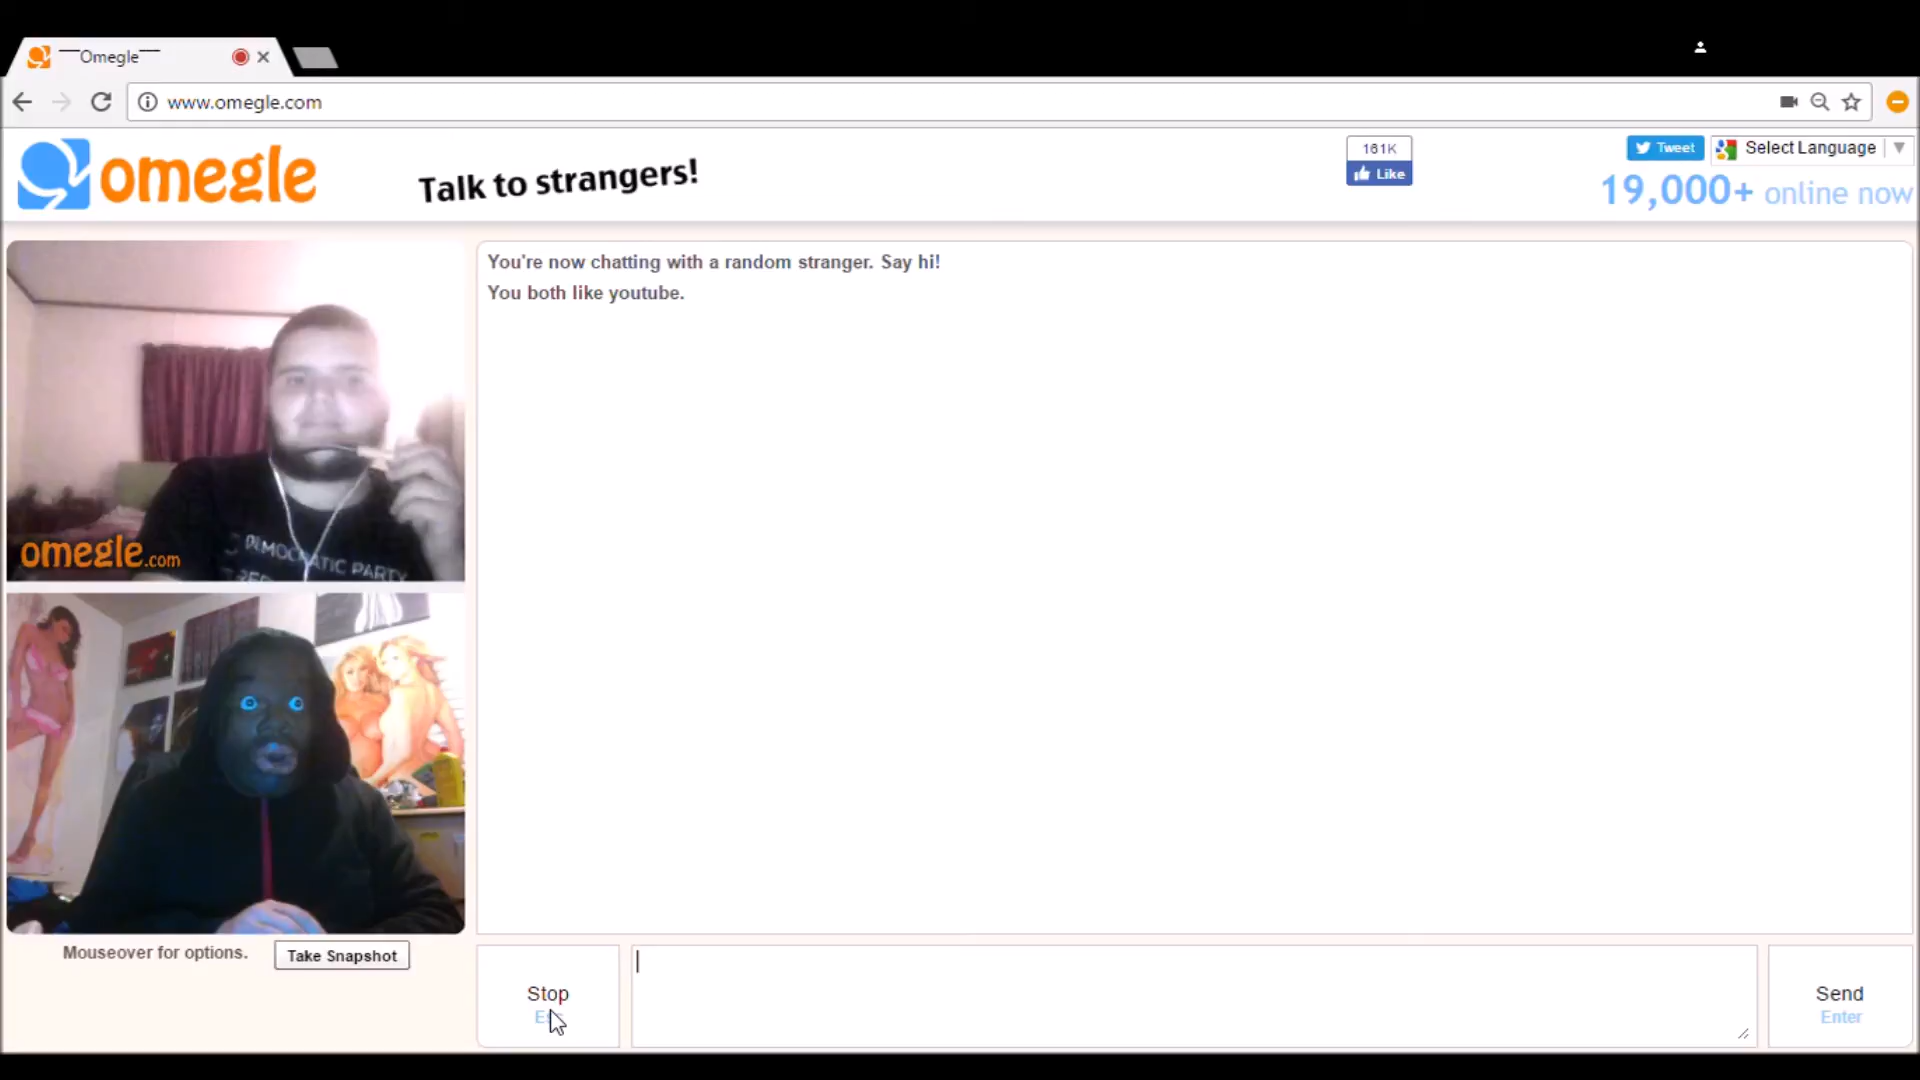 Omegle
www.omegle.com
omegle
Talk to strangers!
161K
Like
Tweet
Select Language
19,000+ online now
You're now chatting with a random stranger. Say hi!
You both like youtube.
DEMOCRATIC PARTY
omegle.com
Mouseover for options.
Take Snapshot
Stop
Send
Enter